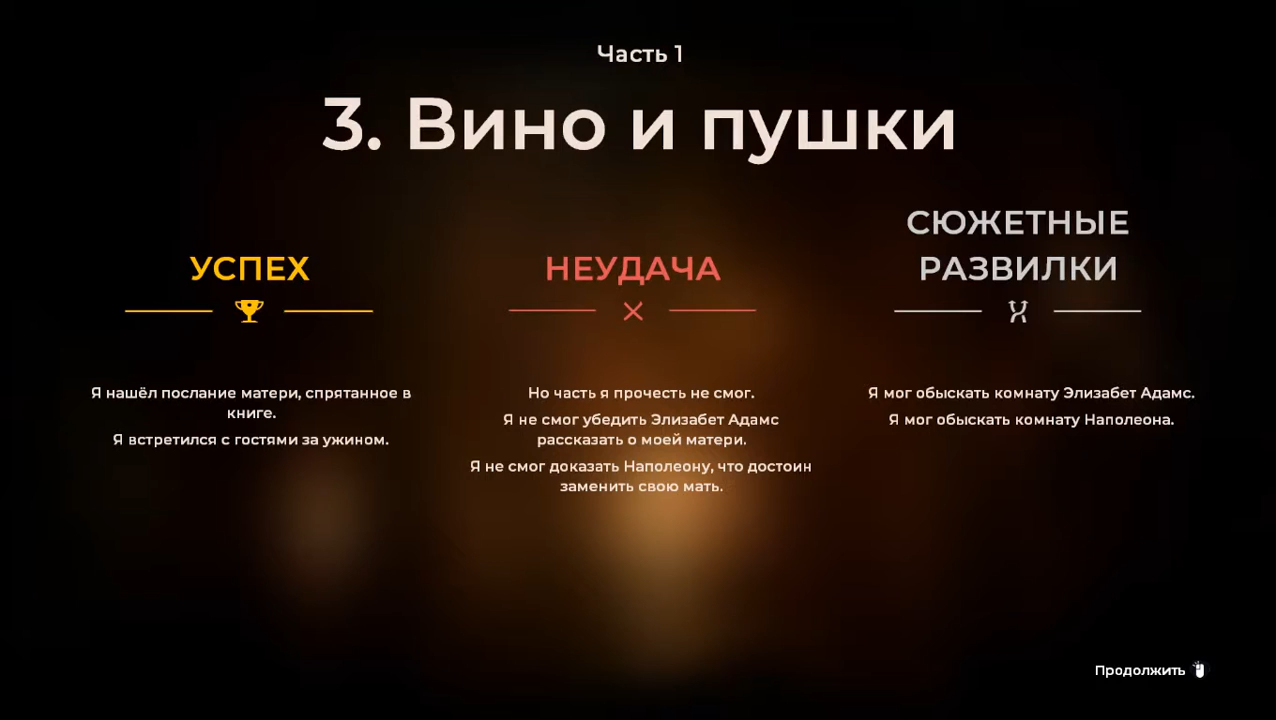 Часть 1
3. Вино и пушки
УСПЕХ
Я нашёл послание матери, спрятанное в
книге.
Я встретился с гостями за ужином.
НЕУДАЧА
Но часть я прочесть не смог.
Я не смог убедить Элизабет Адамс
рассказать о моей матери.
Я не смог доказать Наполеону, что достоин
заменить свою мать.
СЮЖЕТНЫЕ
РАЗВИЛКИ
Я мог обыскать комнату Элизабет Адамс.
Я мог обыскать комнату Наполеона.
Продолжить